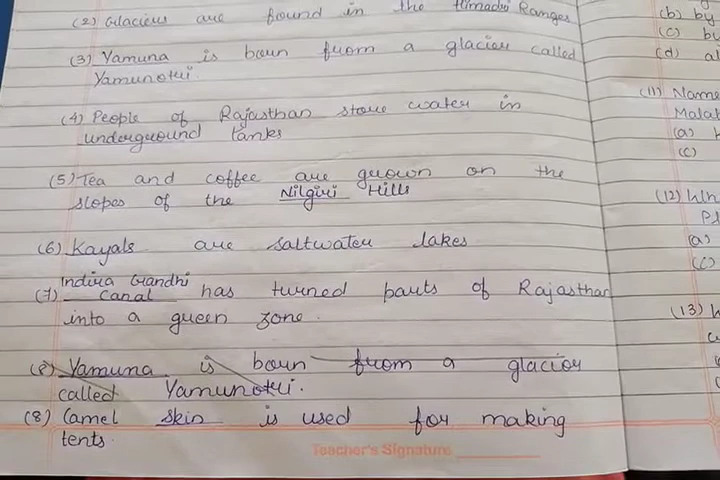 (2) Glaciers are found in the Himadri Ranges
(3) Yamuna is born from a glacier called
Yamunotri.
(4) People of Rajasthan store water in
underground tanks
(5) Tea and coffee are grown on the
slopes of the Nilgiri Hills
(6) Kayals are saltwater lakes
Indira Gandhi
(7) Canal has turned parts of Rajasthan
into a green zone.
(8) Yamuna is born from a glacier
called Yamunotri.
(8) Camel skin is used for making
tents.
Teacher's Signature
(b) by
(c) bu
(d) al
(11) Name
Malab
(a)
(c)
(12)
(a)
(c)
(13)